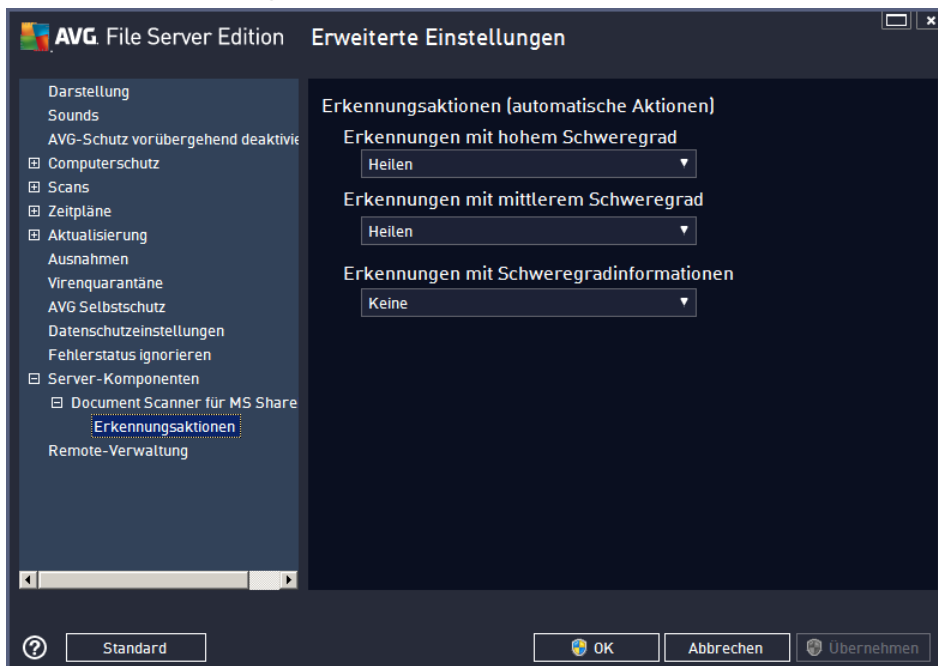 AVG. File Server Edition Erweiterte Einstellungen
Darstellung
Sounds
AVG-Schutz vorübergehend deaktivie
Computerschutz
Scans
Zeitpläne
Aktualisierung
Ausnahmen
Virenquarantäne
AVG Selbstschutz
Datenschutzeinstellungen
Fehlerstatus ignorieren
Server-Komponenten
Document Scanner für MS Share
Erkennungsaktionen
Remote-Verwaltung
Erkennungsaktionen (automatische Aktionen)
Erkennungen mit hohem Schweregrad
Heilen
Erkennungen mit mittlerem Schweregrad
Heilen
Erkennungen mit Schweregradinformationen
Keine
? Standard OK Abbrechen Übernehmen